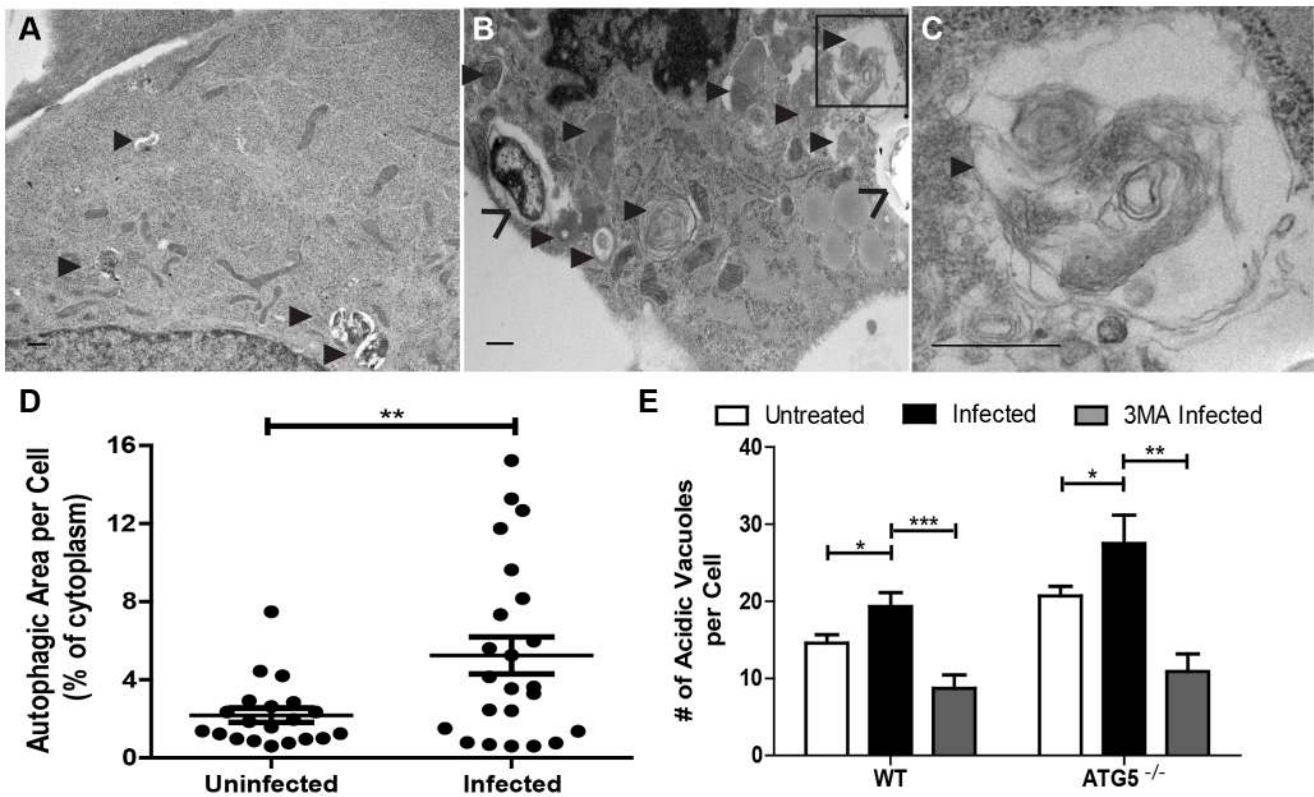 A
B
C
D
**
Autophagic Area per Cell
(% of cytoplasm)
16
12
8
4
0
Uninfected
Infected
E
Untreated
Infected
3MA Infected
# of Acidic Vacuoles
per Cell
40
30
20
10
0
*
***
*
**
WT
ATG5 -/-